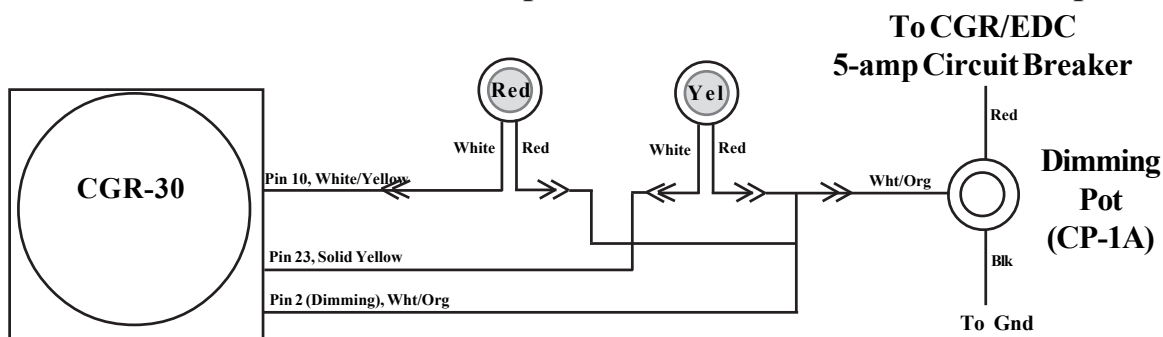 To CGR/EDC
5-amp Circuit Breaker
Red
Yel
Red
White
Red
White
Red
CGR-30
Pin 10, White/Yellow
Wht/Org
Dimming
Pot
(CP-1A)
Pin 23, Solid Yellow
Blk
Pin 2 (Dimming), Wht/Org
To Gnd